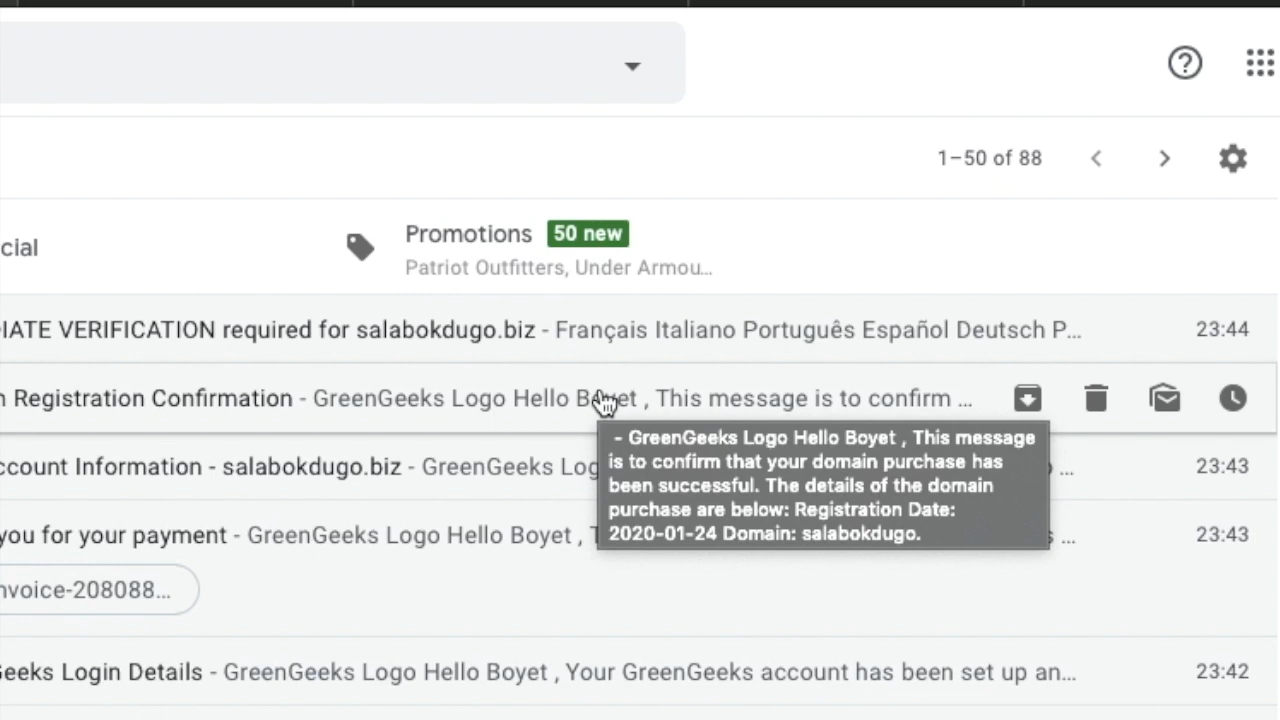 1–50 of 88
cial
Promotions 50 new
Patriot Outfitters, Under Armou...
IATE VERIFICATION required for salabokdugo.biz - Français Italiano Português Español Deutsch P... 23:44
n Registration Confirmation - GreenGeeks Logo Hello Boyet , This message is to confirm ...
- GreenGeeks Logo Hello Boyet , This message
is to confirm that your domain purchase has
been successful. The details of the domain
purchase are below: Registration Date:
2020-01-24 Domain: salabokdugo.
ccount Information - salabokdugo.biz - GreenGeeks Log ... 23:43
you for your payment - GreenGeeks Logo Hello Boyet , T ... 23:43
nvoice-208088...
Geeks Login Details - GreenGeeks Logo Hello Boyet , Your GreenGeeks account has been set up an... 23:42